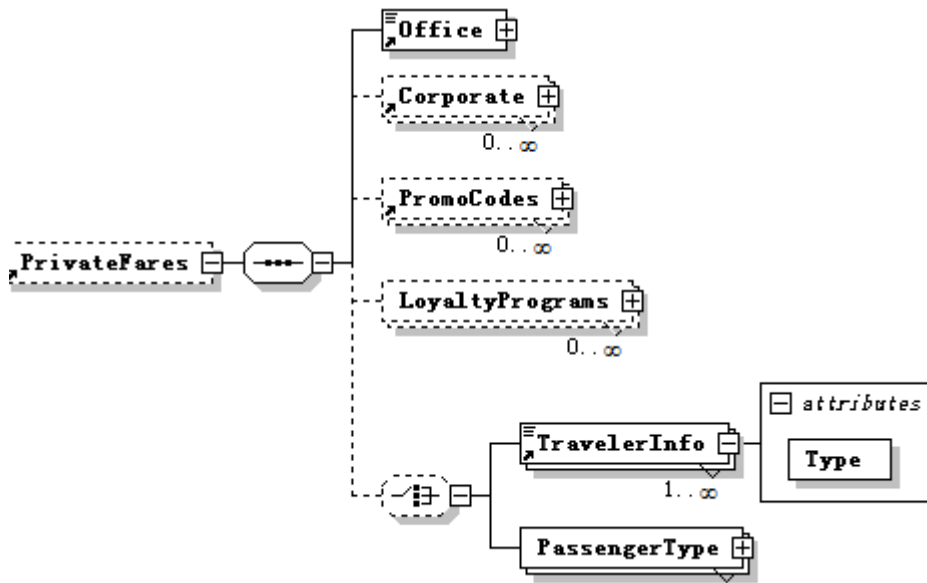 Office
Corporate
0..∞
PromoCodes
0..∞
PrivateFares
LoyaltyPrograms
0..∞
attributes
TravelerInfo
Type
1..∞
PassengerType